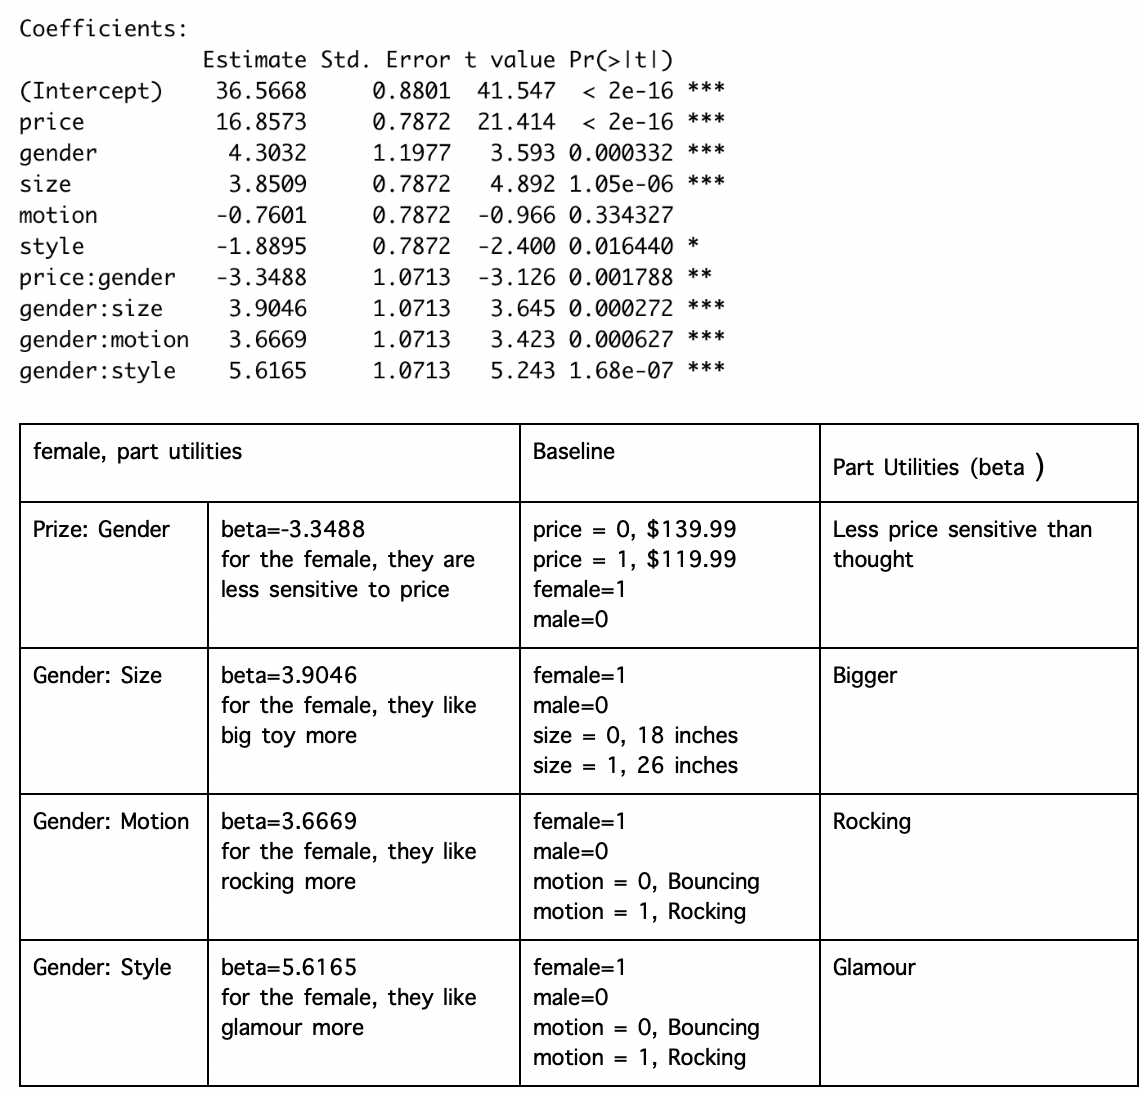 Coefficients:
Estimate Std. Error t value Pr(>|t|)
(Intercept) 36.5668 0.8801 41.547 < 2e-16 ***
price 16.8573 0.7872 21.414 < 2e-16 ***
gender 4.3032 1.1977 3.593 0.000332 ***
size 3.8509 0.7872 4.892 1.05e-06 ***
motion -0.7601 0.7872 -0.966 0.334327
style -1.8895 0.7872 -2.400 0.016440 *
price:gender -3.3488 1.0713 -3.126 0.001788 **
gender:size 3.9046 1.0713 3.645 0.000272 ***
gender:motion 3.6669 1.0713 3.423 0.000627 ***
gender:style 5.6165 1.0713 5.243 1.68e-07 ***
female, part utilities
Baseline
Part Utilities (beta )
Prize: Gender
beta=-3.3488
for the female, they are
less sensitive to price
price = 0, $139.99
price = 1, $119.99
female=1
male=0
Less price sensitive than
thought
Gender: Size
beta=3.9046
for the female, they like
big toy more
female=1
male=0
size = 0, 18 inches
size = 1, 26 inches
Bigger
Gender: Motion
beta=3.6669
for the female, they like
rocking more
female=1
male=0
motion = 0, Bouncing
motion = 1, Rocking
Rocking
Gender: Style
beta=5.6165
for the female, they like
glamour more
female=1
male=0
motion = 0, Bouncing
motion = 1, Rocking
Glamour